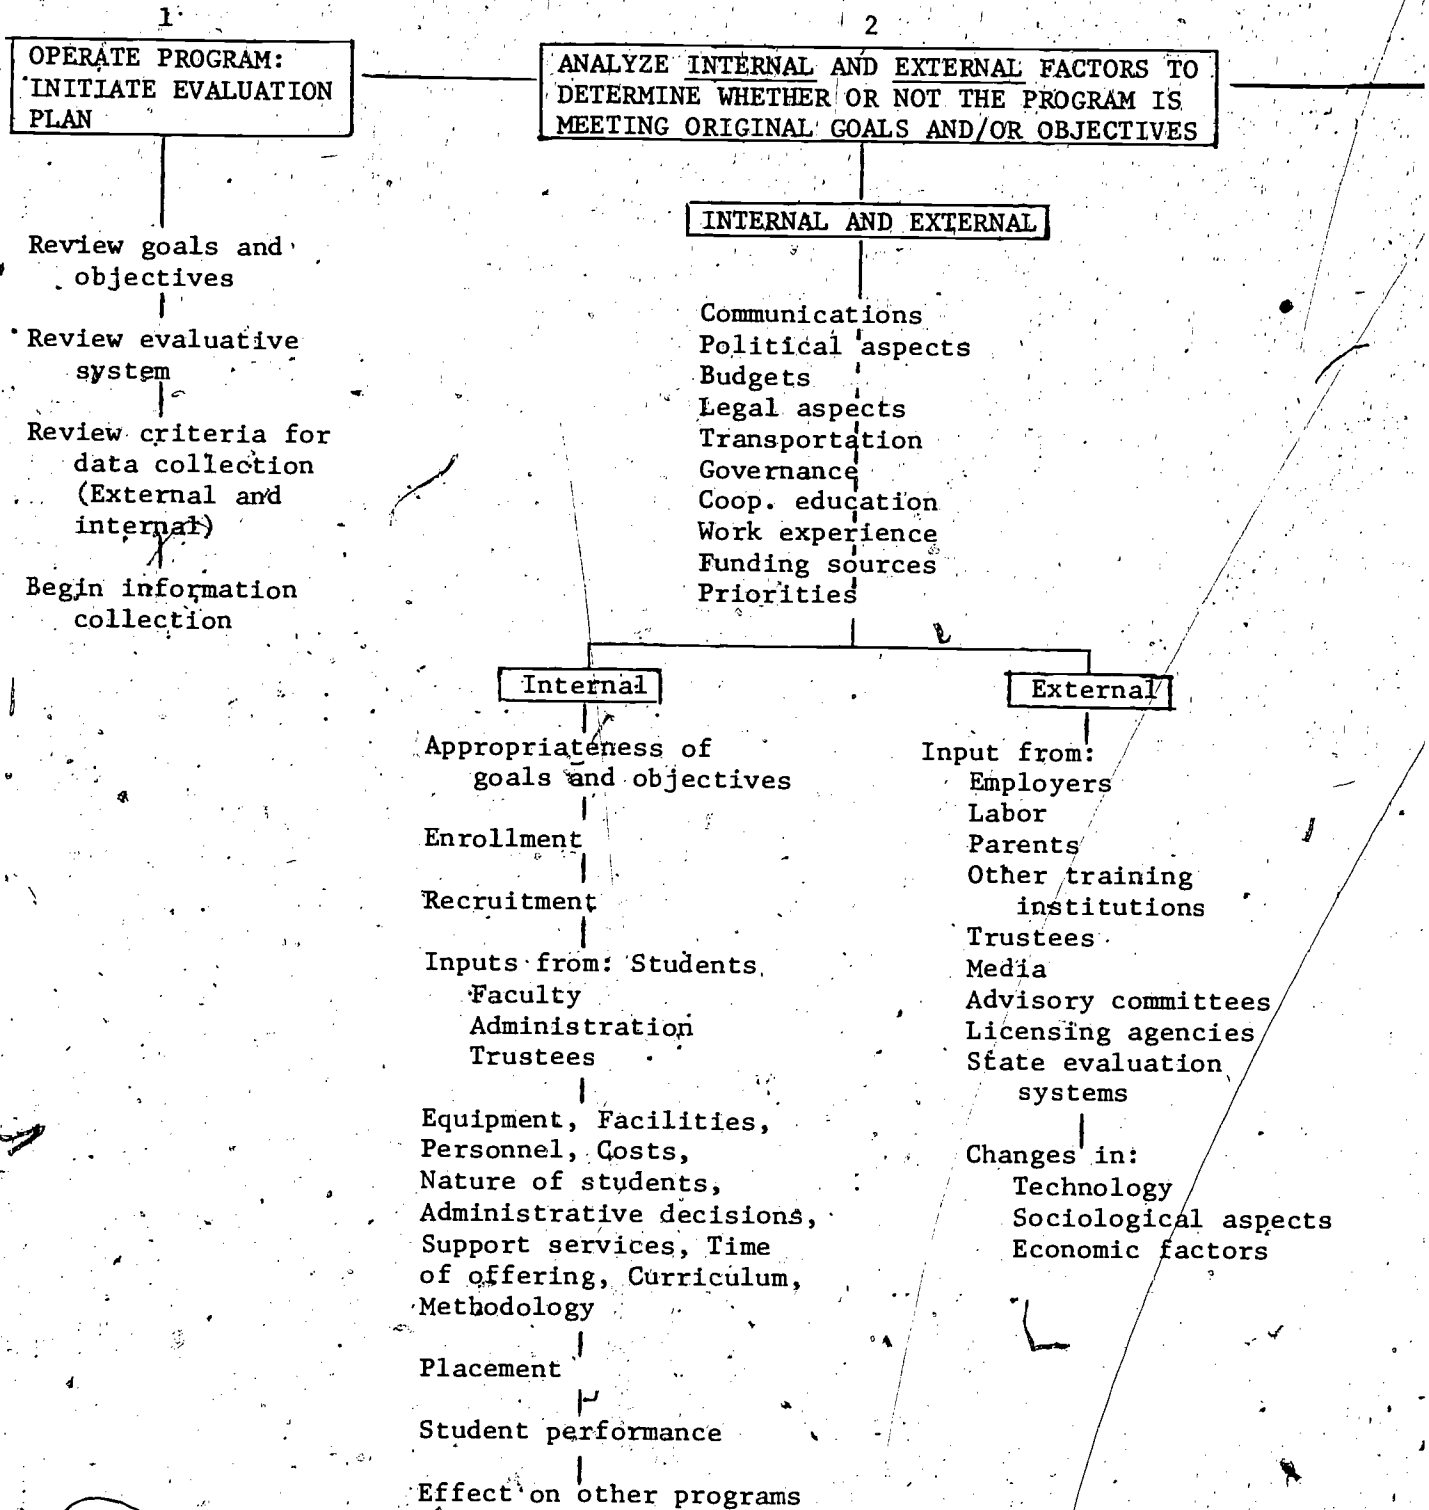 1
OPERATE PROGRAM:
INITIATE EVALUATION
PLAN
Review goals and
objectives
Review evaluative
system
Review criteria for
data collection
(External and
internal)
Begin information
collection
2
ANALYZE INTERNAL AND EXTERNAL FACTORS TO
DETERMINE WHETHER OR NOT THE PROGRAM IS
MEETING ORIGINAL GOALS AND/OR OBJECTIVES
INTERNAL AND EXTERNAL
Communications
Political aspects
Budgets
Legal aspects
Transportation
Governance
Coop. education
Work experience
Funding sources
Priorities
Internal
Appropriateness of
goals and objectives
Enrollment
Recruitment
Inputs from: Students
Faculty
Administration
Trustees
Equipment, Facilities,
Personnel, Costs,
Nature of students,
Administrative decisions,
Support services, Time
of offering, Curriculum,
Methodology
Placement
Student performance
Effect on other programs
External
Input from:
Employers
Labor
Parents
Other training
institutions
Trustees
Media
Advisory committees
Licensing agencies
State evaluation
systems
Changes in:
Technology
Sociological aspects
Economic factors